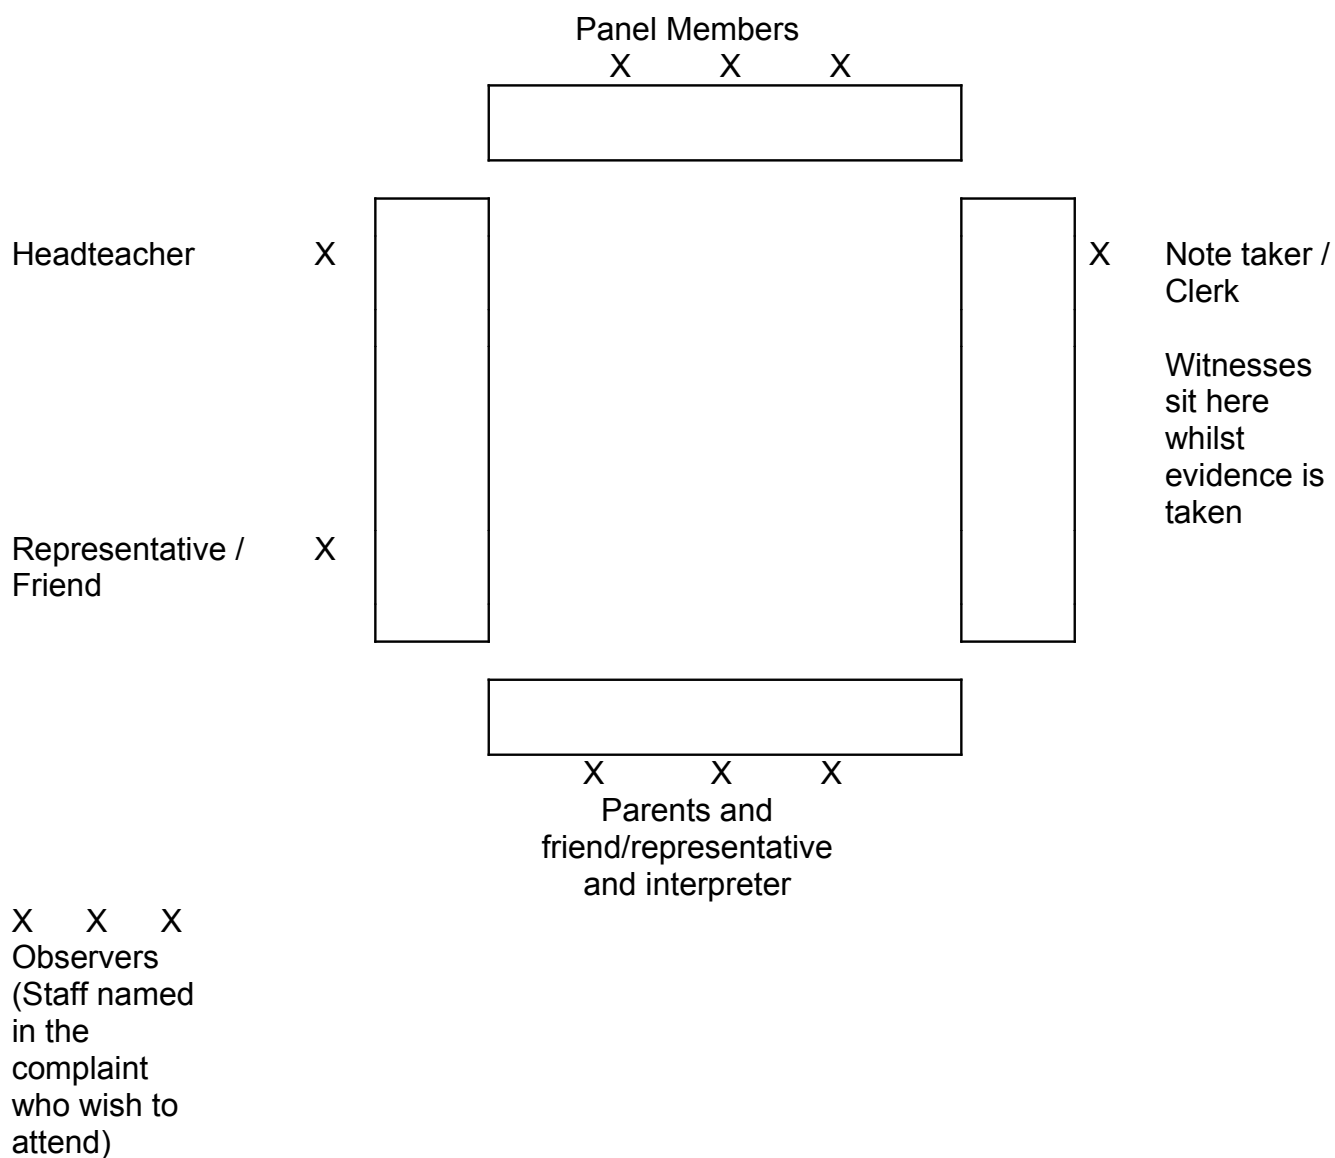 Panel Members
X X X
Headteacher X
X Note taker /
Clerk
Witnesses
sit here
whilst
evidence is
taken
Representative / X
Friend
X X X
Parents and
friend/representative
and interpreter
X X X
Observers
(Staff named
in the
complaint
who wish to
attend)